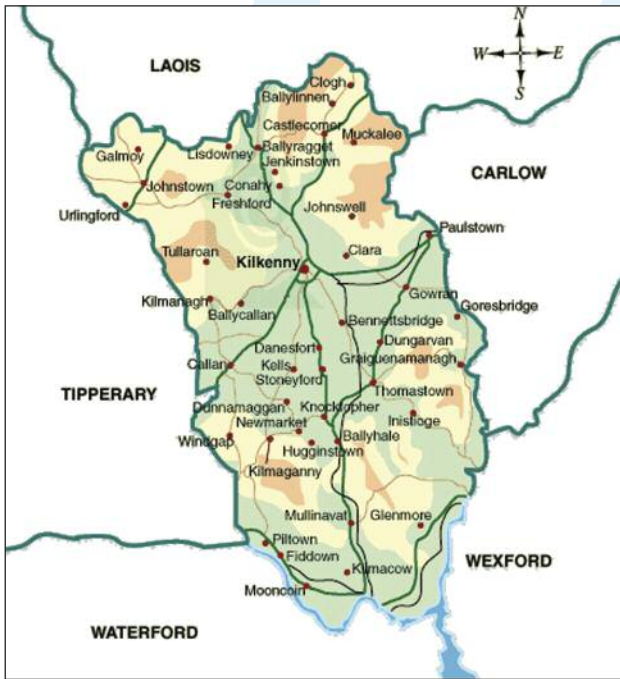 N
W
E
S
LAOIS
Clogh
Ballylinnen
Castlecomer
Muckalee
Galmoy
Lisdowney
Ballyragget
Jenkinstown
CARLOW
Johnstown
Conahy
Freshford
Urlingford
Johnswell
Paulstown
Tullaroan
Clara
Kilkenny
Kilmanagh
Gowran
Ballycallan
Goresbridge
Bennettsbridge
Danesfort
Dungarvan
Callan
Kells
Graiguenamanagh
TIPPERARY
Stoneyford
Thomastown
Dunnamaggan
Knocktopher
Inistioge
Newmarket
Windgap
Ballyhale
Hugginstown
Kilmaganny
Mullinavat
Glenmore
Piltown
Fiddown
WEXFORD
Kilmacow
Mooncoin
WATERFORD